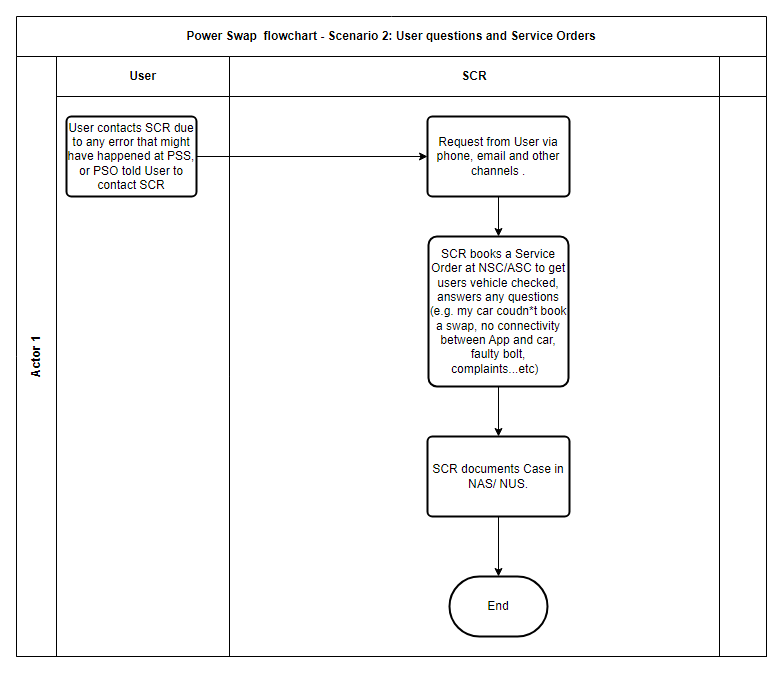 Power Swap  flowchart - Scenario 2: User questions and Service Orders
User
SCR
Actor 1
User contacts SCR due
to any error that might
have happened at PSS,
or PSO told User to
contact SCR
Request from User via
phone, email and other
channels .
SCR books a Service
Order at NSC/ASC to get
users vehicle checked,
answers any questions
(e.g. my car coudn*t book
a swap, no connectivity
between App and car,
faulty bolt,
complaints...etc)
SCR documents Case in
NAS/ NUS.
End